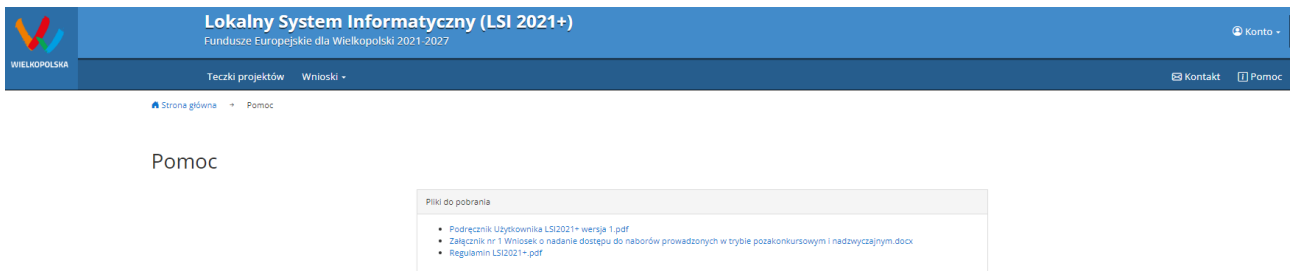 Lokalny System Informatyczny (LSI 2021+)
Fundusze Europejskie dla Wielkopolski 2021-2027
Konto
WIELKOPOLSKA
Teczki projektów Wnioski
Kontakt Pomoc
Strona główna → Pomoc
Pomoc
Pliki do pobrania
• Podręcznik Użytkownika LSI2021+ wersja 1.pdf
• Załącznik nr 1 Wniosek o nadanie dostępu do naborów prowadzonych w trybie pozakonkursowym i nadzwyczajnym.docx
• Regulamin LSI2021+.pdf